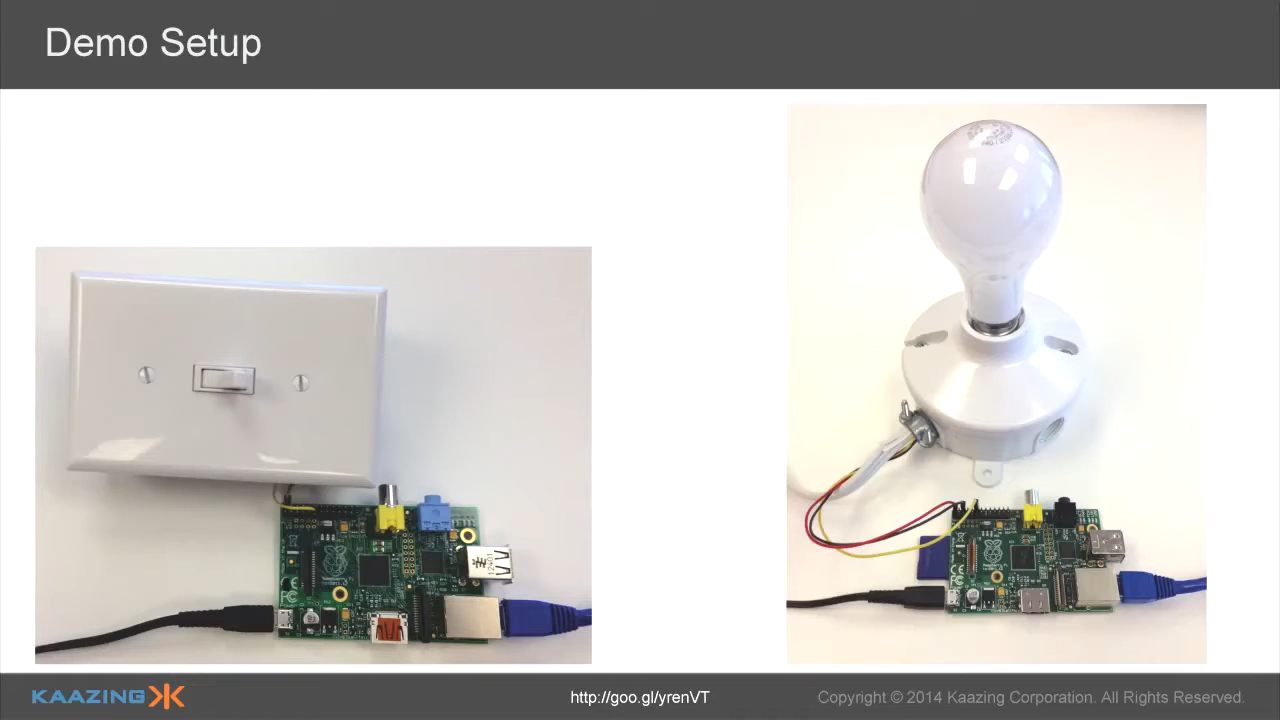 Demo Setup
KAAZING
http://goo.gl/yrenVT
Copyright © 2014 Kaazing Corporation. All Rights Reserved.